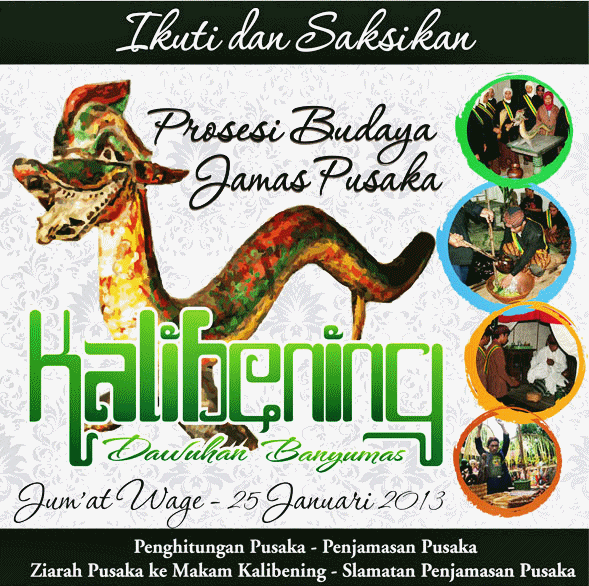 Ikuti dan Saksikan
Prosesi Budaya
Jamas Pusaka
Kalibening
Dawuhan Banyumas
Jum'at Wage - 25 Januari 2013
Penghitungan Pusaka - Penjamasan Pusaka
Ziarah Pusaka ke Makam Kalibening - Slamatan Penjamasan Pusaka